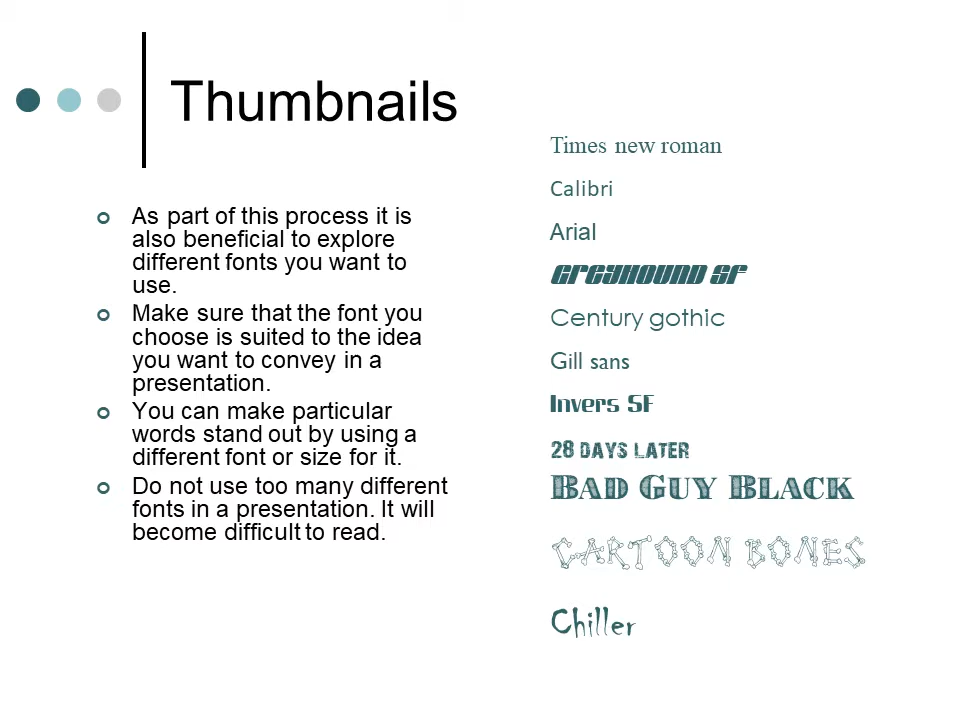 Thumbnails
As part of this process it is
also beneficial to explore
different fonts you want to
use.
Make sure that the font you
choose is suited to the idea
you want to convey in a
presentation.
You can make particular
words stand out by using a
different font or size for it.
Do not use too many different
fonts in a presentation. It will
become difficult to read.
Times new roman
Calibri
Arial
Greyhound SF
Century gothic
Gill sans
Invers SF
28 DAYS LATER
BAD GUY BLACK
CARTOON BONES
Chiller